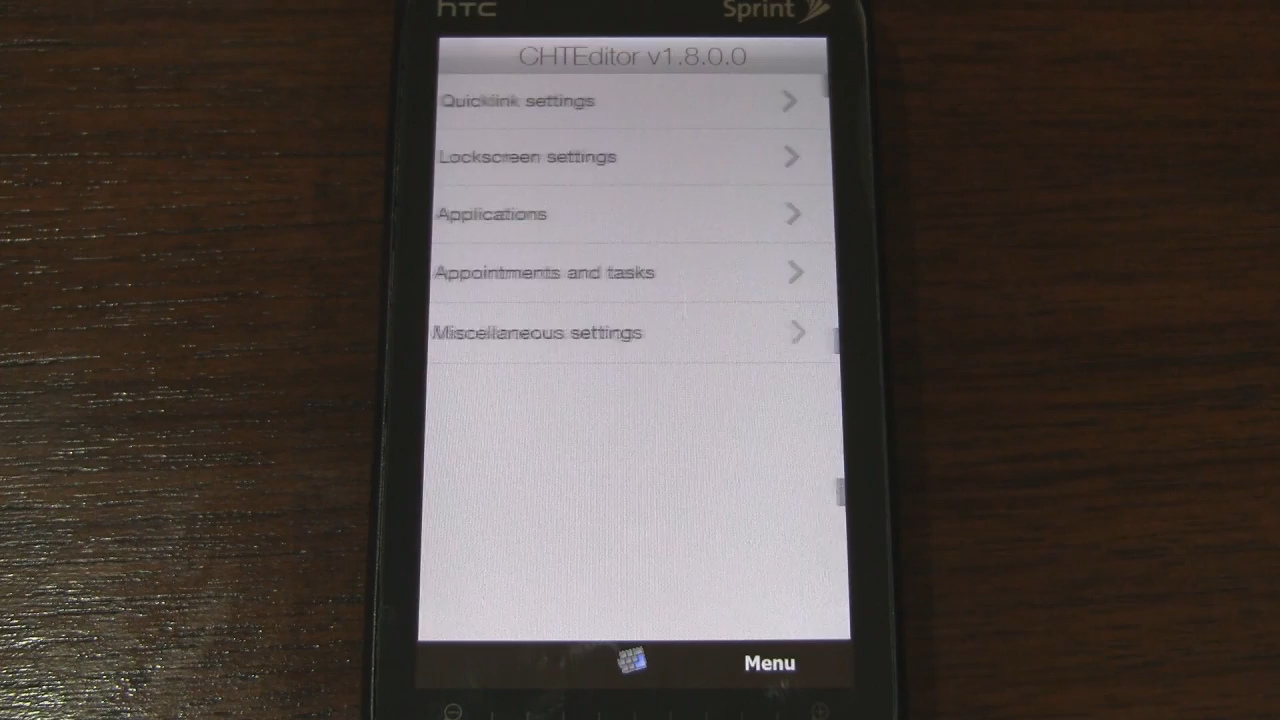 hTC
Sprint
CHTEditor v1.8.0.0
Quicklink settings
Lockscreen settings
Applications
Appointments and tasks
Miscellaneous settings
Menu